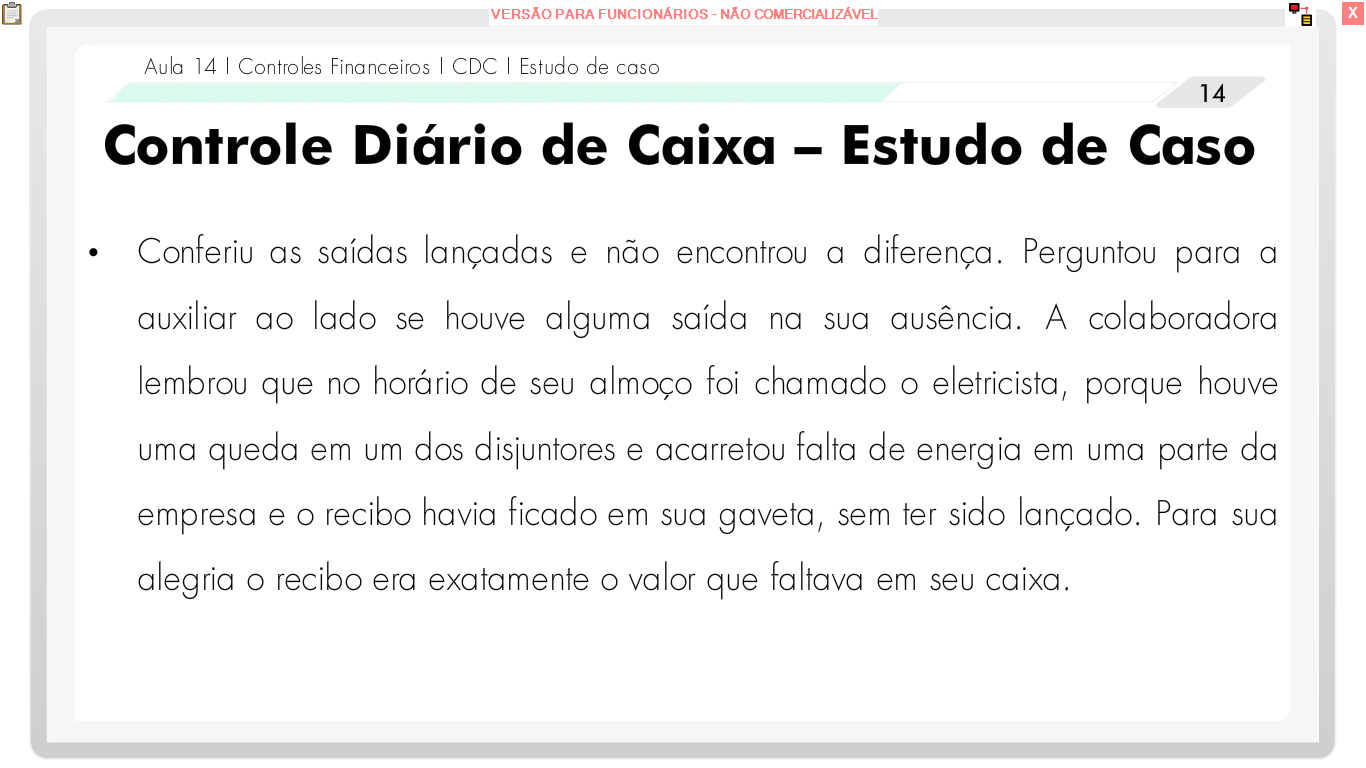 VERSÃO PARA FUNCIONÁRIOS - NÃO COMERCIALIZÁVEL
X
Aula 14 | Controles Financeiros | CDC | Estudo de caso
14
Controle Diário de Caixa – Estudo de Caso
• Conferiu as saídas lançadas e não encontrou a diferença. Perguntou para a
auxiliar ao lado se houve alguma saída na sua ausência. A colaboradora
lembrou que no horário de seu almoço foi chamado o eletricista, porque houve
uma queda em um dos disjuntores e acarretou falta de energia em uma parte da
empresa e o recibo havia ficado em sua gaveta, sem ter sido lançado. Para sua
alegria o recibo era exatamente o valor que faltava em seu caixa.